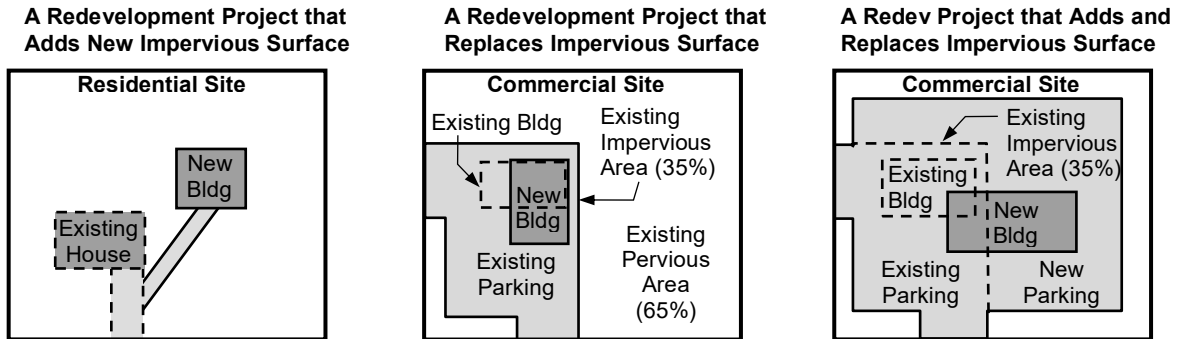 A Redevelopment Project that
Adds New Impervious Surface
Residential Site
New
Bldg
Existing
House
A Redevelopment Project that
Replaces Impervious Surface
Commercial Site
Existing Bldg
Existing
Impervious
Area (35%)
New
Bldg
Existing
Parking
Existing
Pervious
Area
(65%)
A Redev Project that Adds and
Replaces Impervious Surface
Commercial Site
Existing
Impervious
Area (35%)
Existing
Bldg
New
Bldg
Existing
Parking
New
Parking